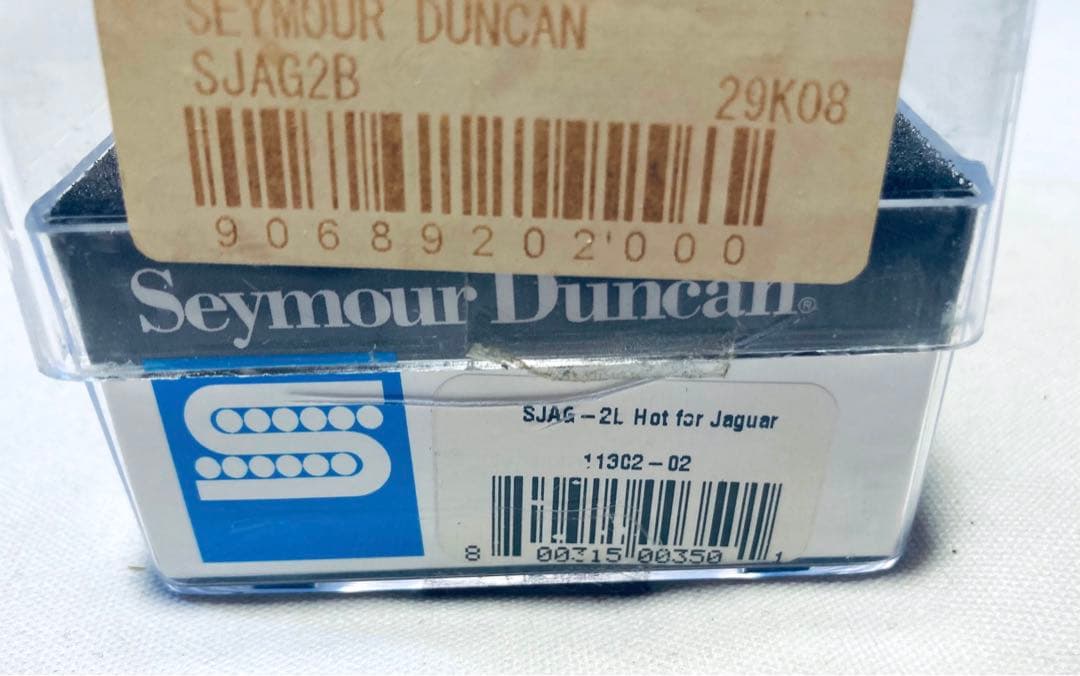 SEYMOUR DUNCAN
SJAG2B
29K08
90689202'000
Seymour Duncan®
SJAG-2L Hot for Jaguar
11302-02
8 00315 00350 1